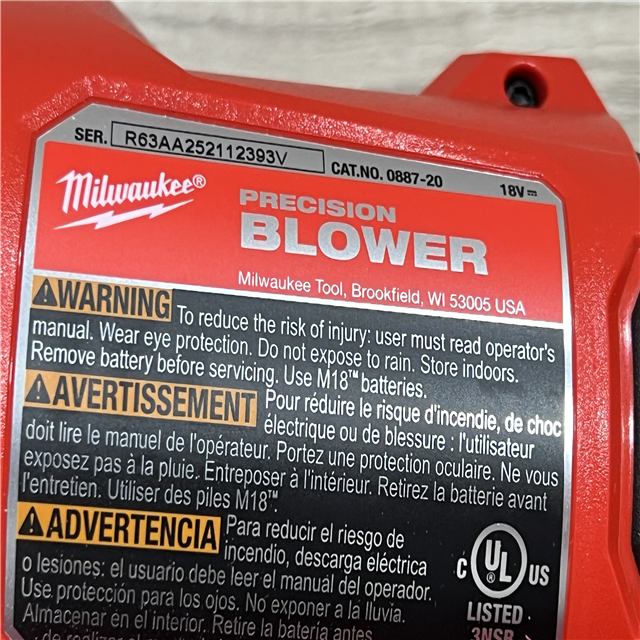 SER. R63AA252112393V CAT.NO. 0887-20 18V
Milwaukee®
PRECISION
BLOWER
Milwaukee Tool, Brookfield, WI 53005 USA
WARNING To reduce the risk of injury: user must read operator's
manual. Wear eye protection. Do not expose to rain. Store indoors.
Remove battery before servicing. Use M18™ batteries.
AVERTISSEMENT Pour réduire le risque d'incendie, de choc
électrique ou de blessure : l'utilisateur
doit lire le manuel de l'opérateur. Portez une protection oculaire. Ne vous
exposez pas à la pluie. Entreposer à l'intérieur. Retirez la batterie avant
l'entretien. Utiliser des piles M18™.
ADVERTENCIA Para reducir el riesgo de
incendio, descarga eléctrica
o lesiones: el usuario debe leer el manual del operador.
Use protección para los ojos. No exponer a la lluvia.
Almacenar en el interior. Retirar la batería antes
C UL US
LISTED